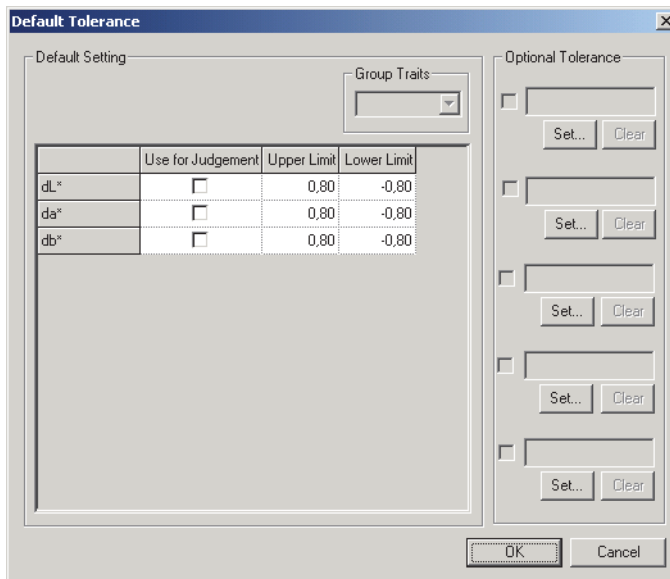 Default Tolerance
Default Setting
Group Traits
Use for Judgement Upper Limit Lower Limit
dL* 0,80 -0,80
da* 0,80 -0,80
db* 0,80 -0,80
Optional Tolerance
Set... Clear
Set... Clear
Set... Clear
Set... Clear
Set... Clear
OK Cancel